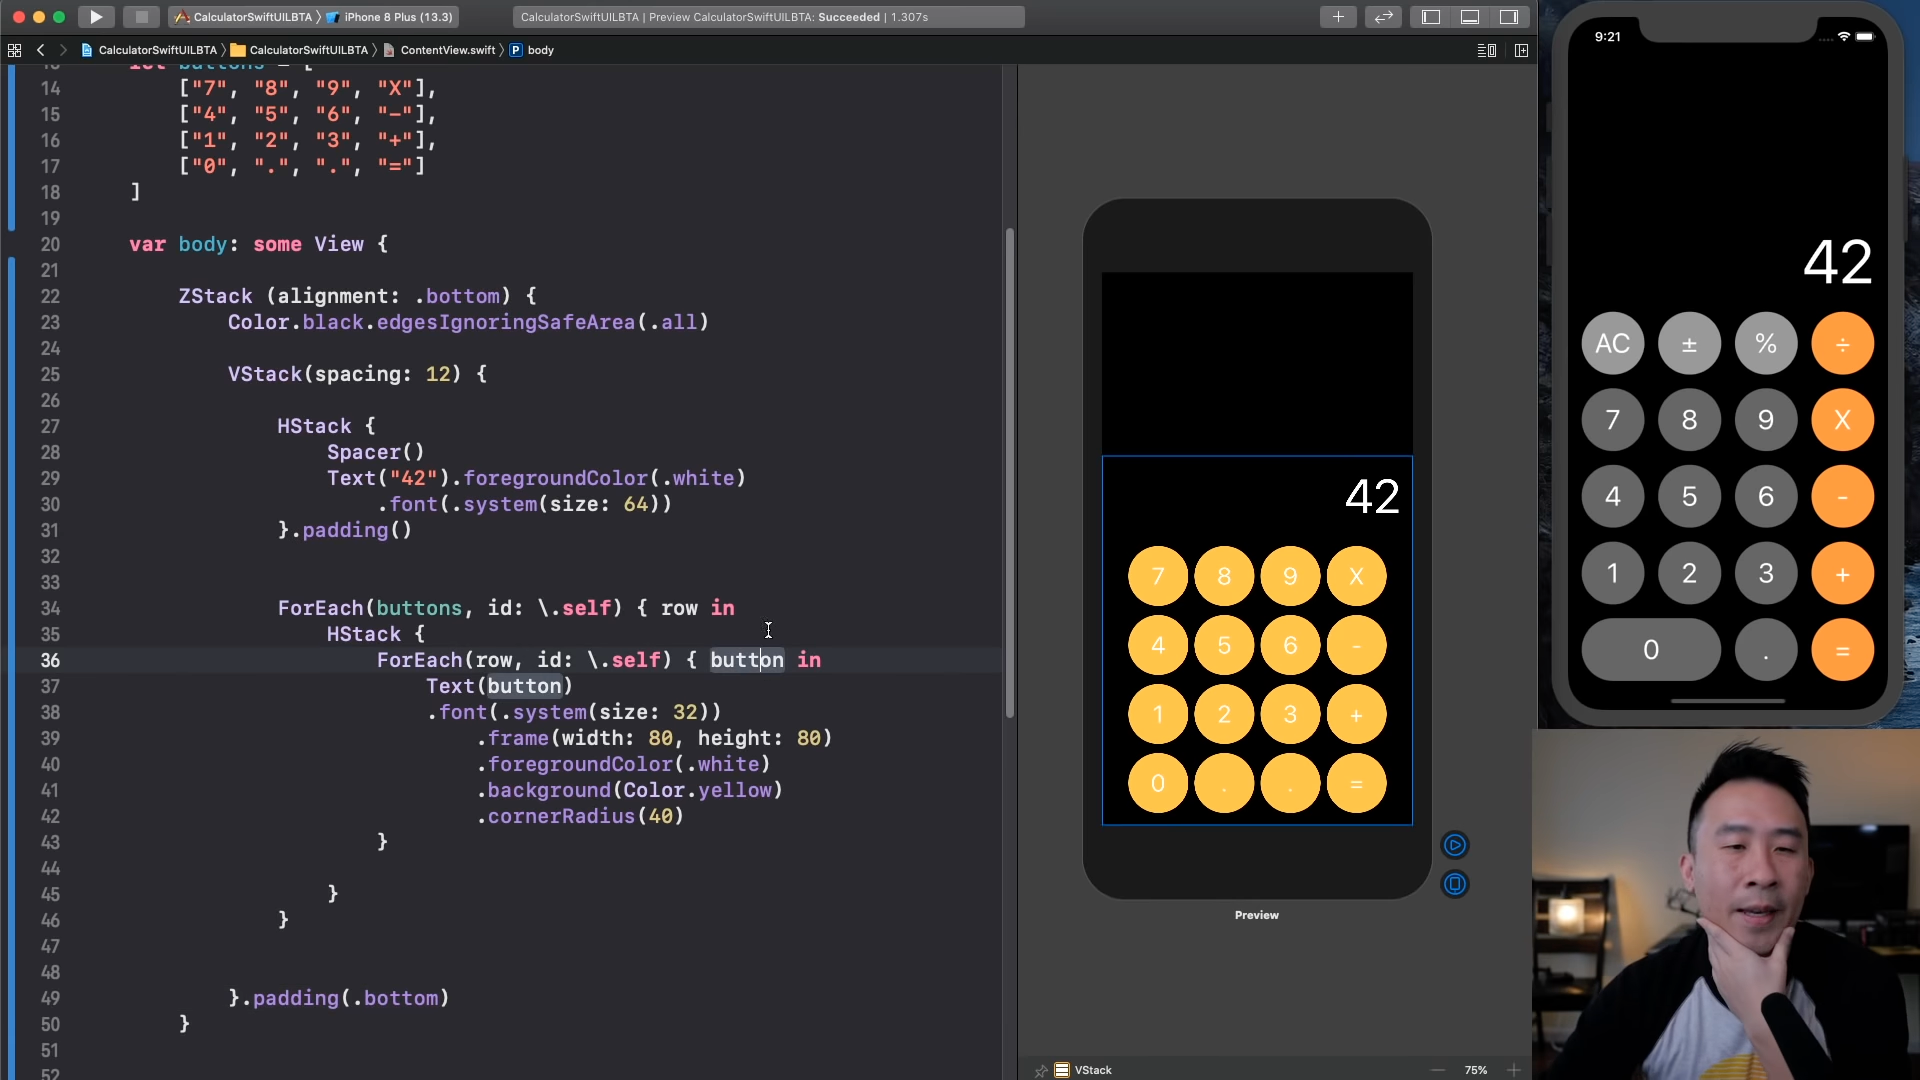 CalculatorSwiftUILBTA
iPhone 8 Plus (13.3)
CalculatorSwiftUILBTA | Preview CalculatorSwiftUILBTA: Succeeded | 1.307s
CalculatorSwiftUILBTA
CalculatorSwiftUILBTA
ContentView.swift
P body
13 let buttons = [
14 ["7", "8", "9", "X"],
15 ["4", "5", "6", "-"],
16 ["1", "2", "3", "+"],
17 ["0", ".", ".", "="]
18 ]
19
20 var body: some View {
21
22 ZStack (alignment: .bottom) {
23 Color.black.edgesIgnoringSafeArea(.all)
24
25 VStack(spacing: 12) {
26
27 HStack {
28 Spacer()
29 Text("42").foregroundColor(.white)
30 .font(.system(size: 64))
31 }.padding()
32
33
34 ForEach(buttons, id: \.self) { row in
35 HStack {
36 ForEach(row, id: \.self) { button in
37 Text(button)
38 .font(.system(size: 32))
39 .frame(width: 80, height: 80)
40 .foregroundColor(.white)
41 .background(Color.yellow)
42 .cornerRadius(40)
43 }
44
45 }
46 }
47
48
49 }.padding(.bottom)
50 }
51
52
42
7 8 9 X
4 5 6 -
1 2 3 +
0 . . =
Preview
VStack
75%
9:21
42
AC ± % ÷
7 8 9 X
4 5 6 -
1 2 3 +
0 . =